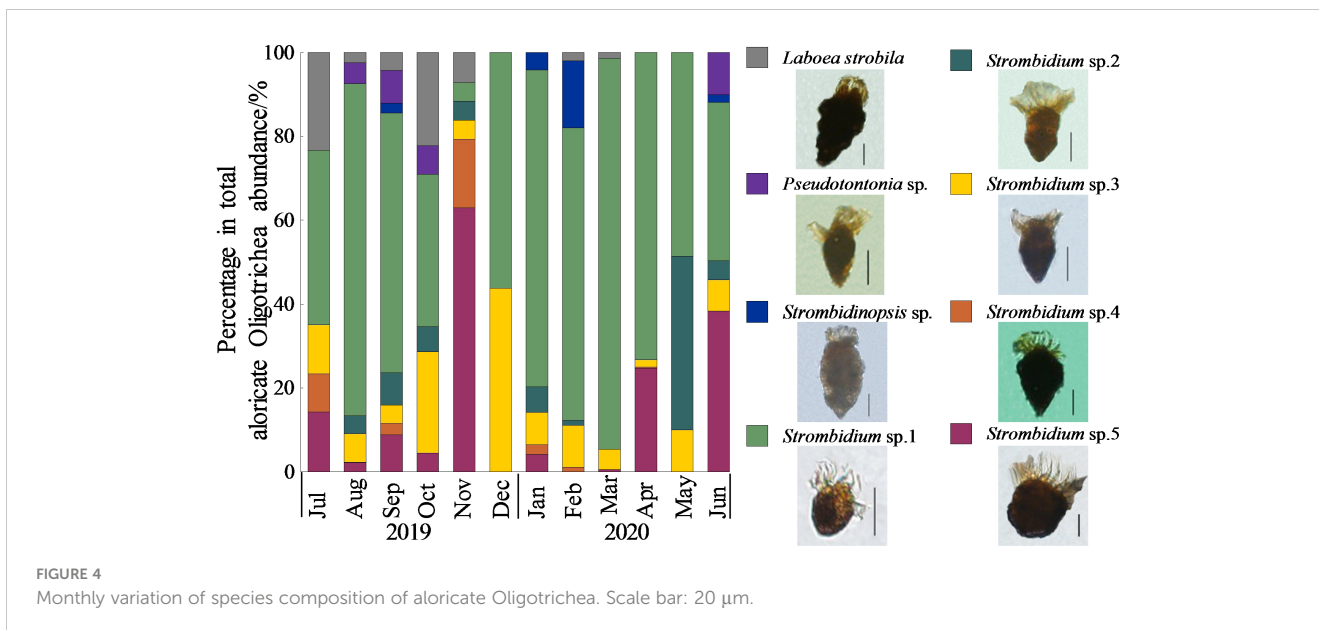 Percentage in total
aloricate Oligotrichea abundance/%
100
80
60
40
20
0
Jul
Aug
Sep
Oct
Nov
Dec
Jan
Feb
Mar
Apr
May
Jun
2019
2020
Laboea strobila
Strombidium sp.2
Pseudotontonia sp.
Strombidium sp.3
Strombidinopsis sp.
Strombidium sp.4
Strombidium sp.1
Strombidium sp.5
FIGURE 4
Monthly variation of species composition of aloricate Oligotrichea. Scale bar: 20 μm.